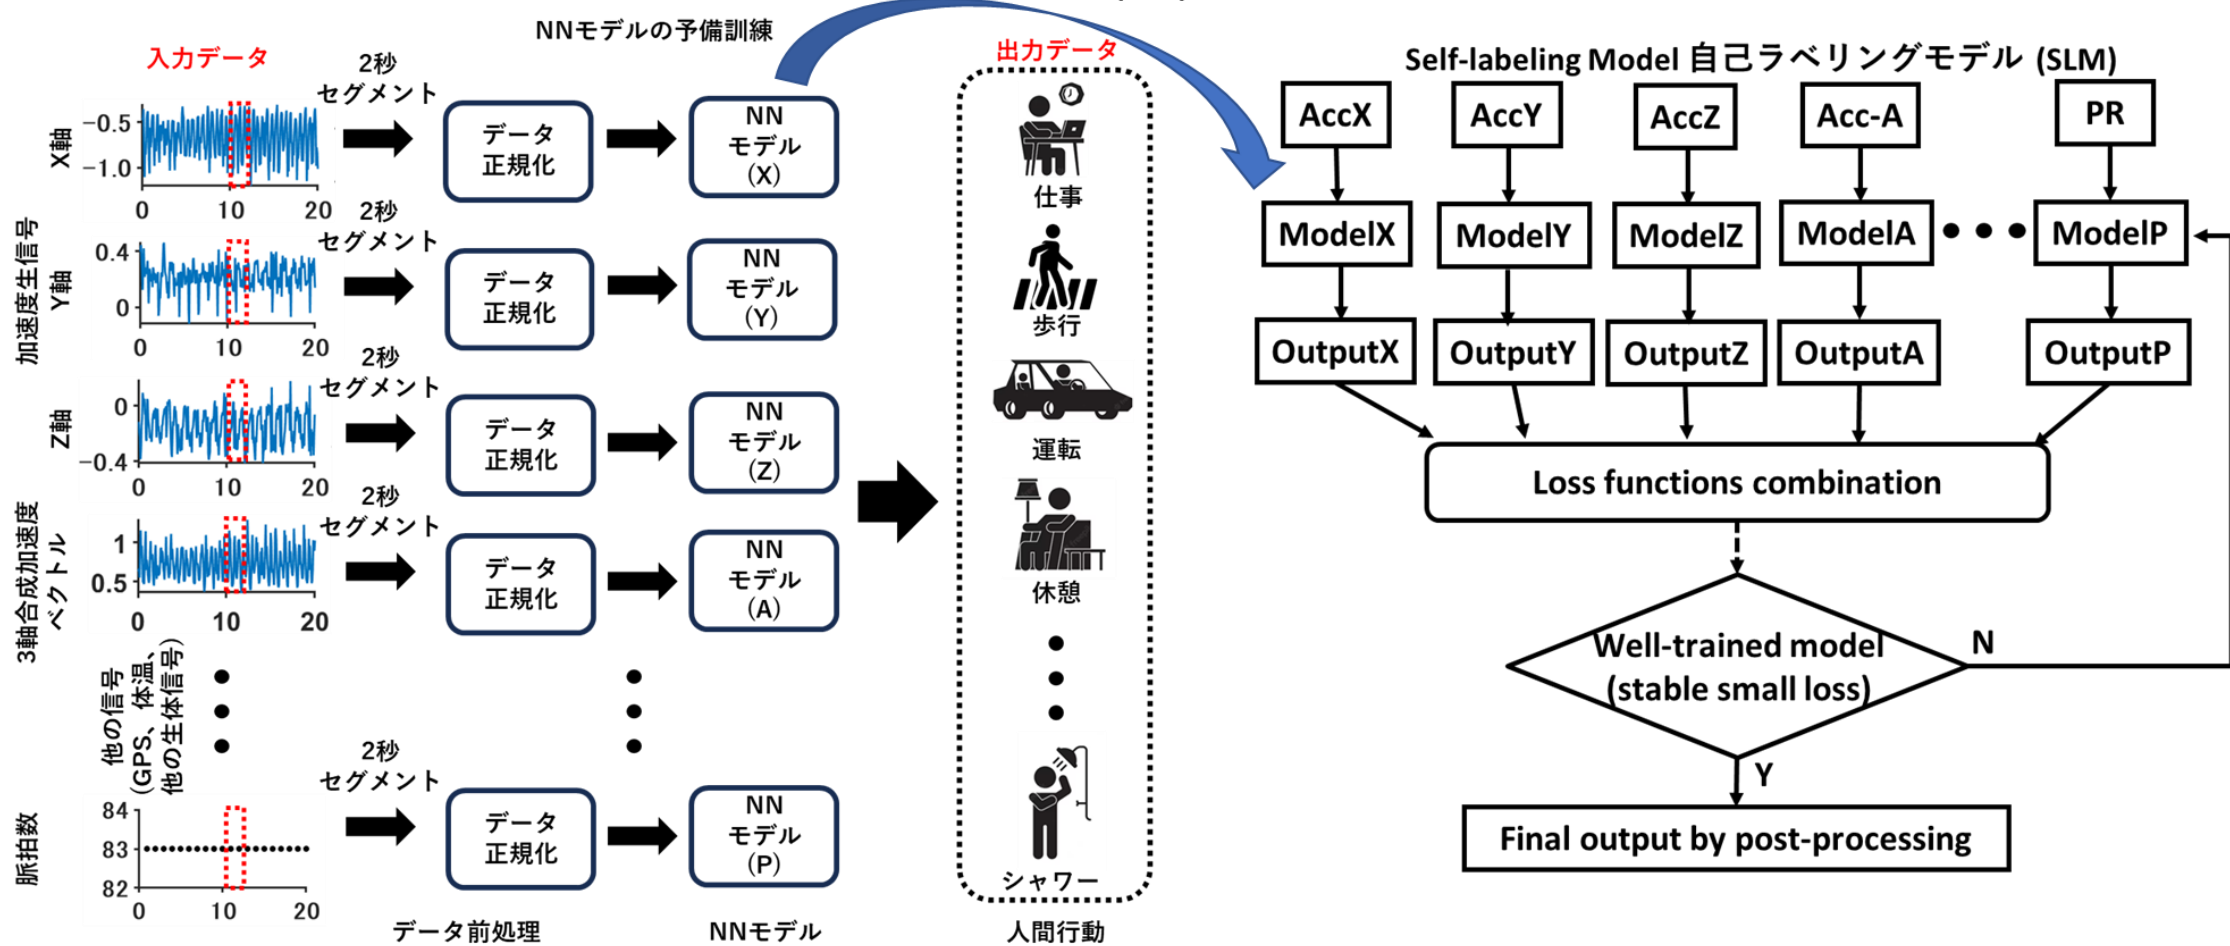 NNモデルの予備訓練
入力データ
2秒
セグメント
X軸
−0.5
−1.0
0 10 20
データ
正規化
NN
モデル
(X)
加速度生信号
Y軸
2秒
セグメント
0.4
0
0 10 20
データ
正規化
NN
モデル
(Y)
Z軸
2秒
セグメント
0
−0.4
0 10 20
データ
正規化
NN
モデル
(Z)
3軸合成加速度
ベクトル
2秒
セグメント
1
0.5
0 10 20
データ
正規化
NN
モデル
(A)
他の信号
(GPS、体温、
他の生体信号)
脈拍数
2秒
セグメント
84
83
82
0 10 20
データ
正規化
NN
モデル
(P)
データ前処理
NNモデル
出力データ
仕事
歩行
運転
休憩
シャワー
人間行動
Self-labeling Model 自己ラベリングモデル (SLM)
AccX AccY AccZ Acc-A PR
ModelX ModelY ModelZ ModelA ModelP
OutputX OutputY OutputZ OutputA OutputP
Loss functions combination
Well-trained model
(stable small loss)
N
Y
Final output by post-processing